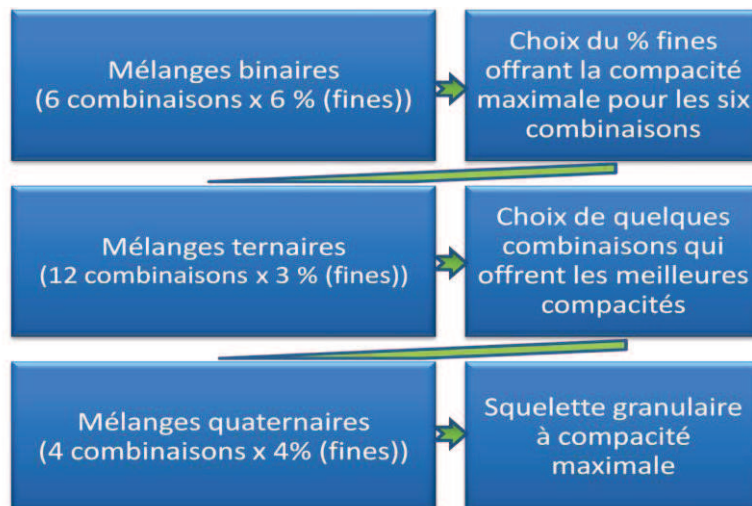 Mélanges binaires
(6 combinaisons x 6 % (fines))
Choix du % fines
offrant la compacité
maximale pour les six
combinaisons
Mélanges ternaires
(12 combinaisons x 3 % (fines))
Choix de quelques
combinaisons qui
offrent les meilleures
compacités
Mélanges quaternaires
(4 combinaisons x 4% (fines))
Squelette granulaire
à compacité
maximale